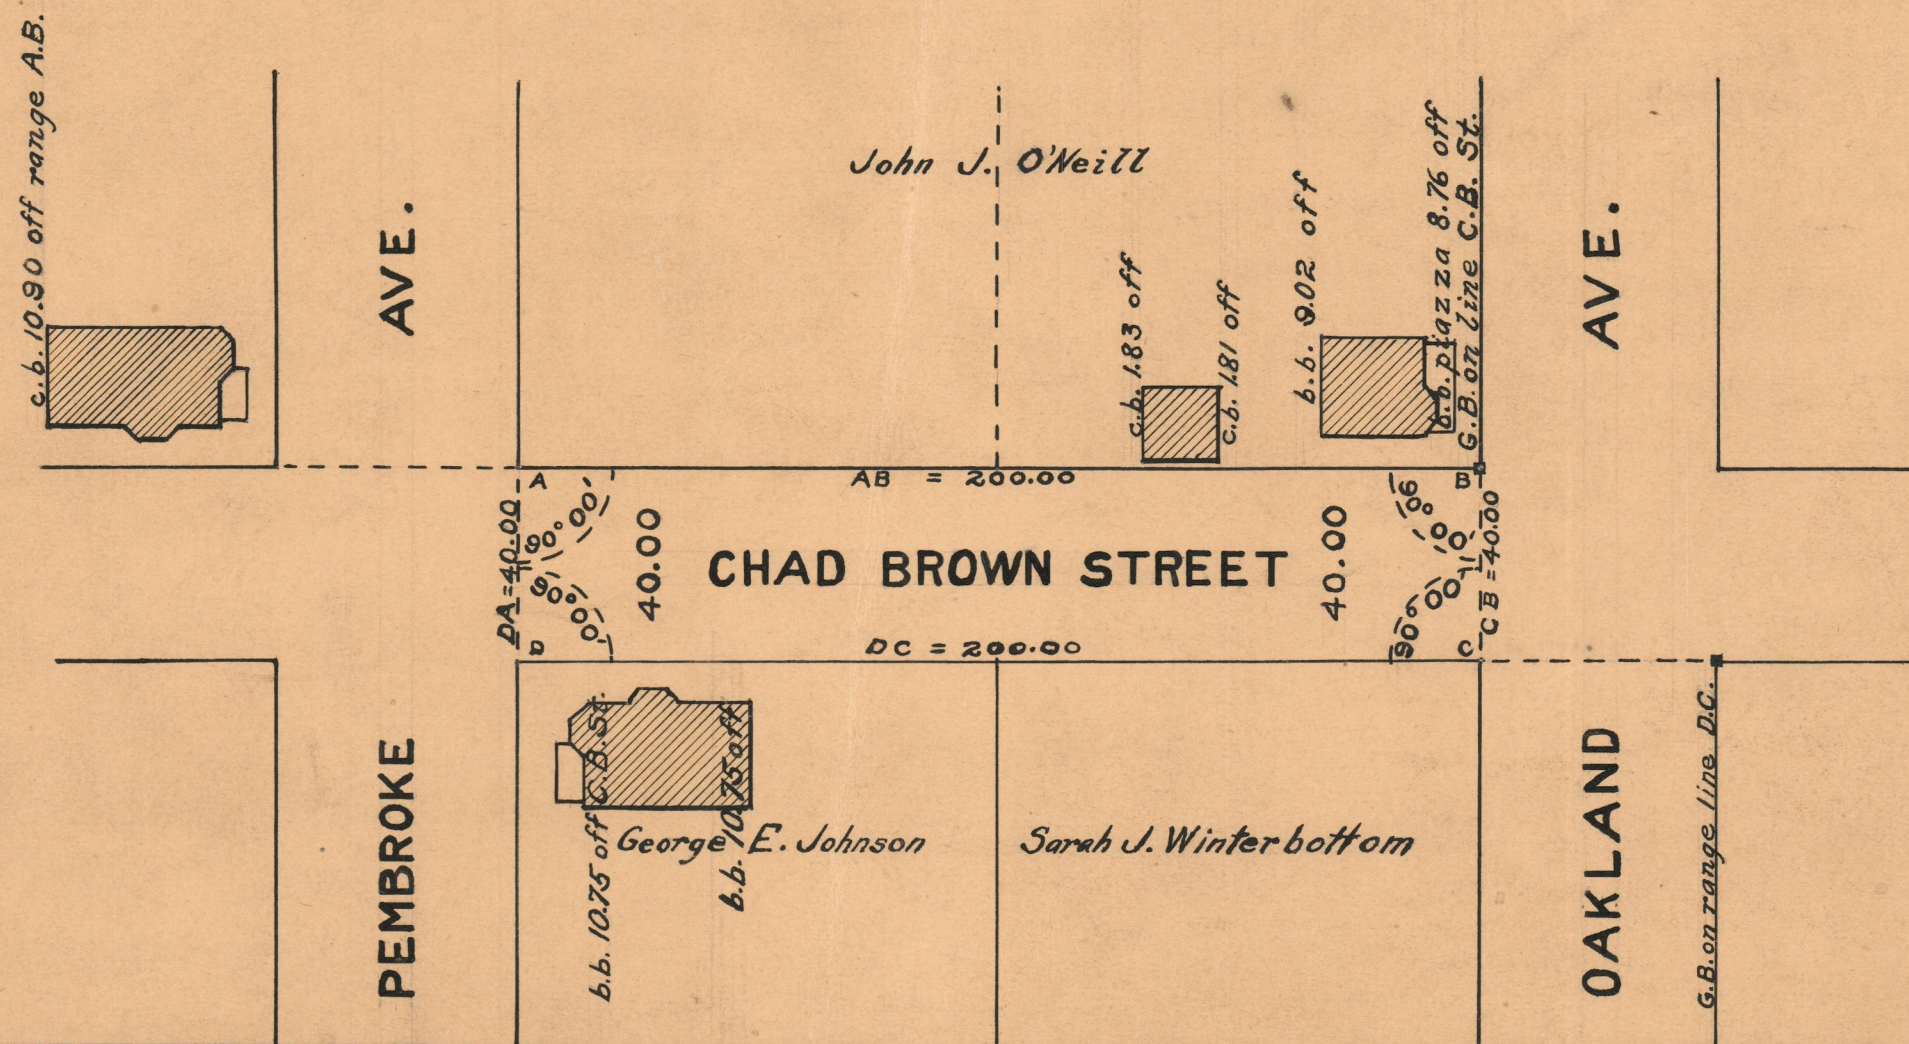 c.b. 10.90 off range A.B.
AVE.
John J. O'Neill
c.b. 1.83 off
c.b. 1.81 off
b.b. 9.02 off
b.b. piazza 8.76 off
G.B. on line C.B. St.
AVE.
A
AB = 200.00
B
90° 00'
90° 00'
DA = 40.00
40.00
CHAD BROWN STREET
40.00
CB = 40.00
90° 00'
90° 00'
D
DC = 200.00
C
PEMBROKE
b.b. 10.75 off C.B. St.
b.b. 10.75 off
George E. Johnson
Sarah J. Winterbottom
OAKLAND
G.B. on range line D.C.